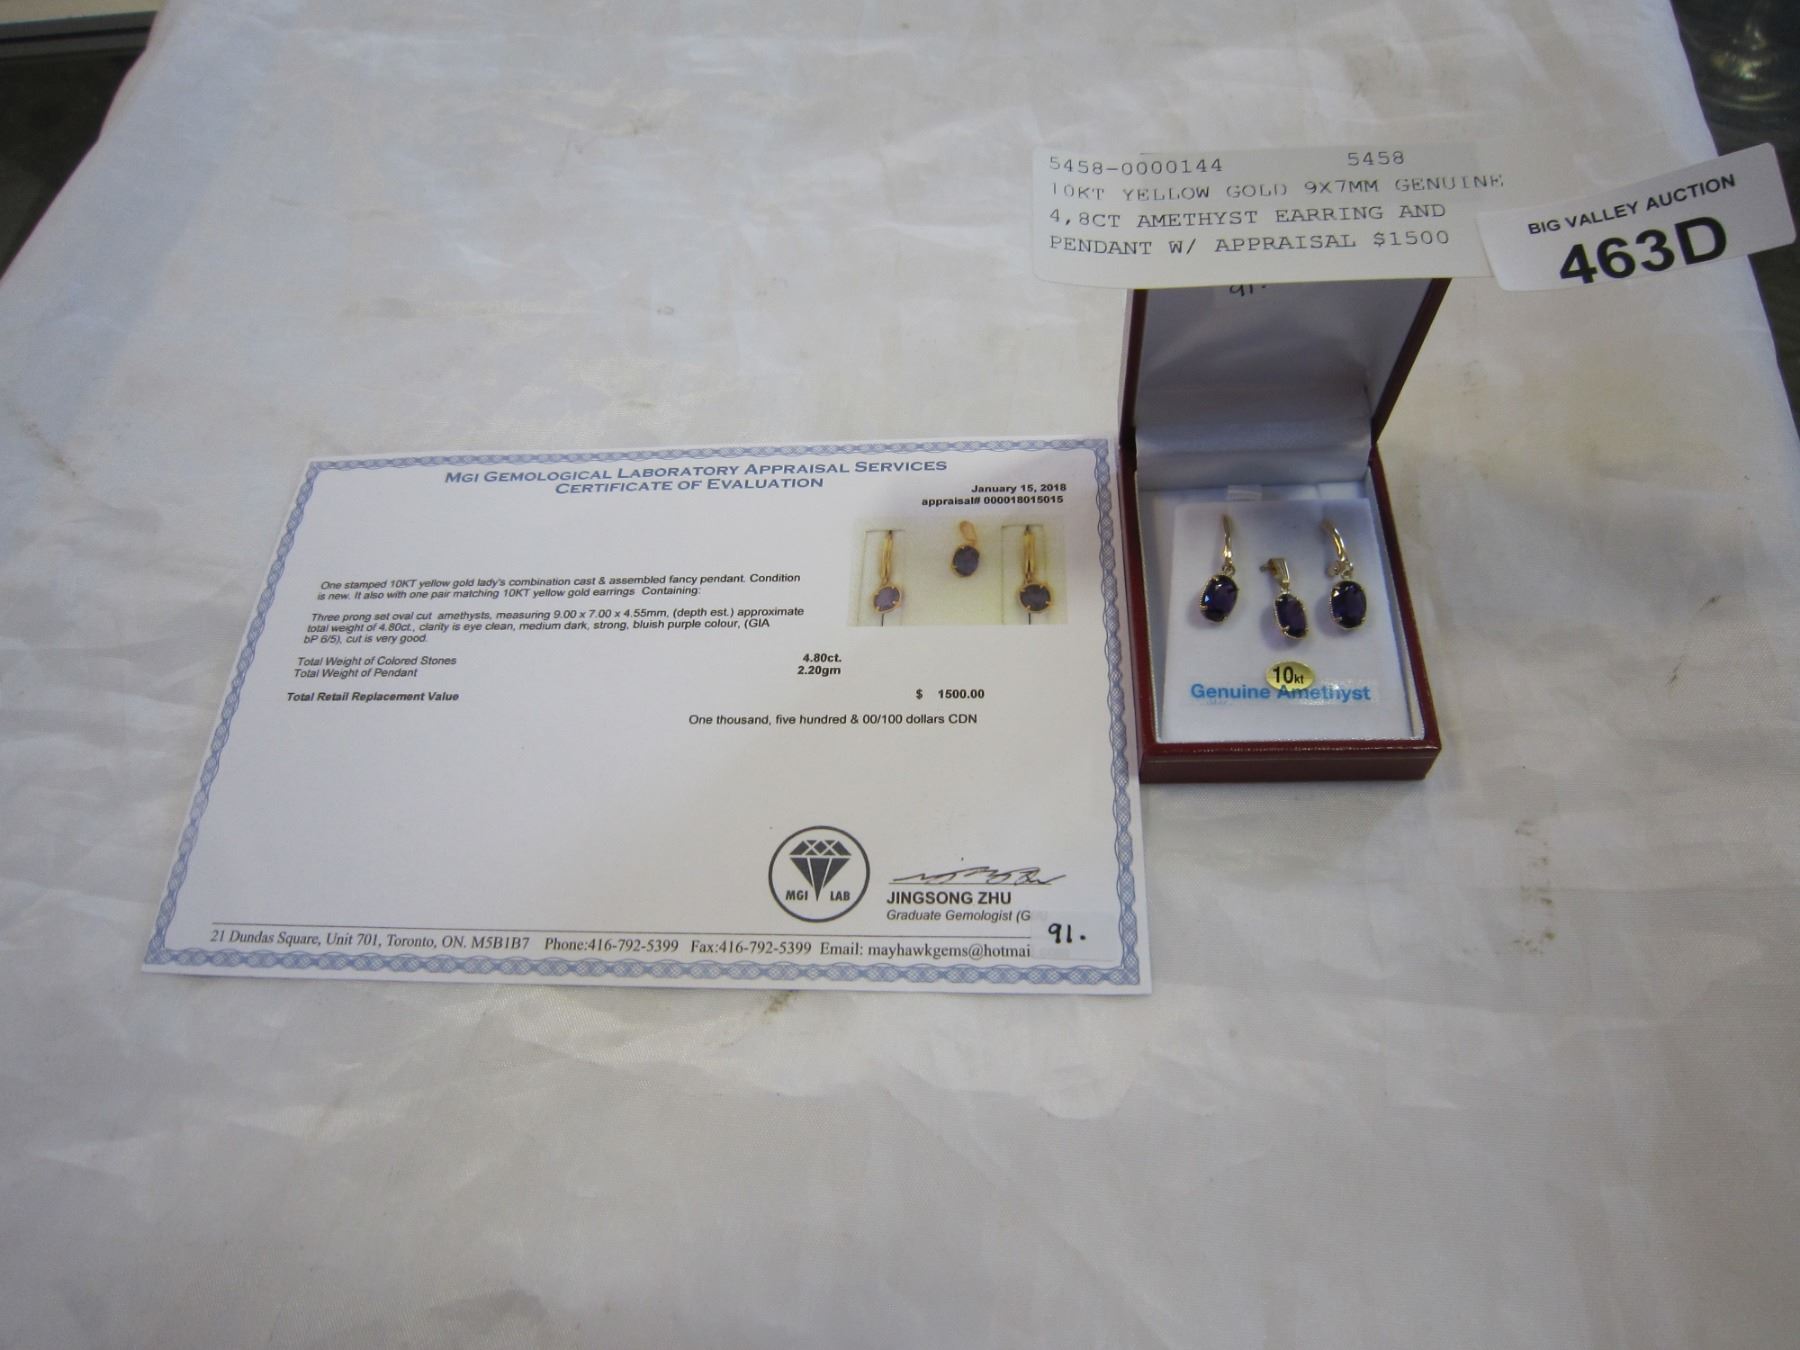 5458-0000144 5458
10KT YELLOW GOLD 9X7MM GENUINE
4,8CT AMETHYST EARRING AND
PENDANT W/ APPRAISAL $1500
BIG VALLEY AUCTION
463D
91.
MGI GEMOLOGICAL LABORATORY APPRAISAL SERVICES
CERTIFICATE OF EVALUATION
January 15, 2018
appraisal# 000018015015
One stamped 10KT yellow gold lady's combination cast & assembled fancy pendant. Condition
is new. It also with one pair matching 10KT yellow gold earrings Containing:
Three prong set oval cut amethysts, measuring 9.00 x 7.00 x 4.55mm, (depth est.) approximate
total weight of 4.80ct., clarity is eye clean, medium dark, strong, bluish purple colour, (GIA
bP 6/5), cut is very good.
Total Weight of Colored Stones 4.80ct.
Total Weight of Pendant 2.20gm
Total Retail Replacement Value $ 1500.00
One thousand, five hundred & 00/100 dollars CDN
MGI LAB
JINGSONG ZHU
Graduate Gemologist (G
91.
21 Dundas Square, Unit 701, Toronto, ON. M5B1B7 Phone:416-792-5399 Fax:416-792-5399 Email: mayhawkgems@hotmai
10kt
Genuine Amethyst